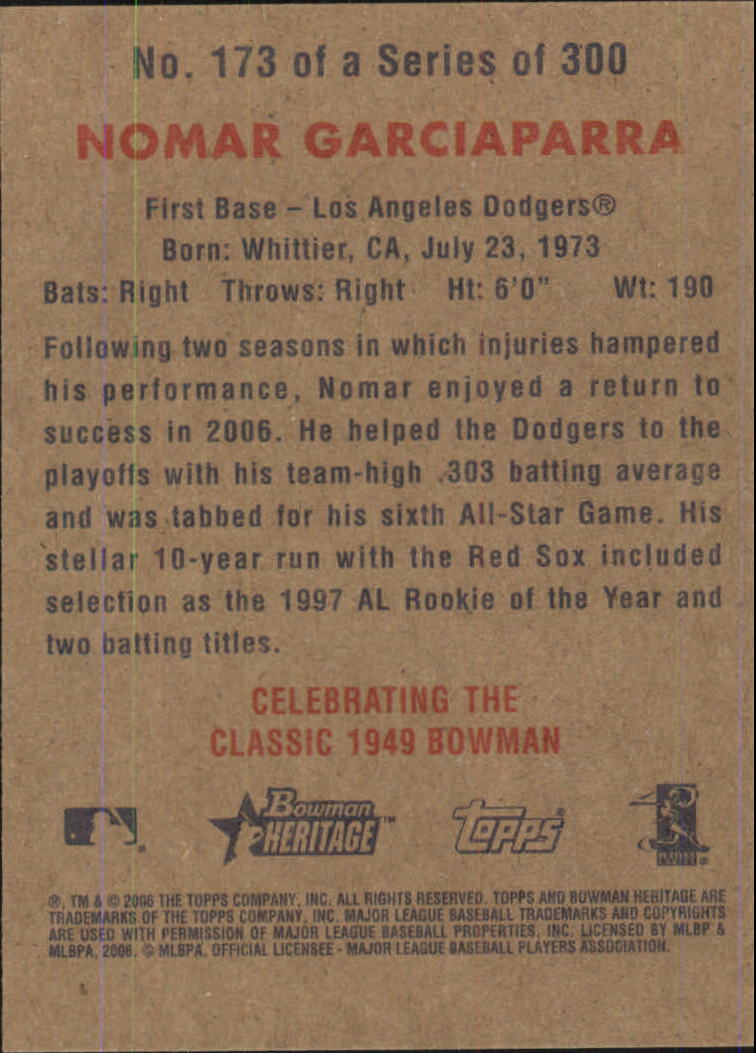 No. 173 of a Series of 300
NOMAR GARCIAPARRA
First Base – Los Angeles Dodgers®
Born: Whittier, CA, July 23, 1973
Bats: Right Throws: Right Ht: 6'0" Wt: 190
Following two seasons in which injuries hampered
his performance, Nomar enjoyed a return to
success in 2006. He helped the Dodgers to the
playoffs with his team-high .303 batting average
and was tabbed for his sixth All-Star Game. His
stellar 10-year run with the Red Sox included
selection as the 1997 AL Rookie of the Year and
two batting titles.
CELEBRATING THE
CLASSIC 1949 BOWMAN
Bowman
HERITAGE™
Topps®
PLAYERS
®, TM & © 2006 THE TOPPS COMPANY, INC. ALL RIGHTS RESERVED. TOPPS AND BOWMAN HERITAGE ARE
TRADEMARKS OF THE TOPPS COMPANY, INC. MAJOR LEAGUE BASEBALL TRADEMARKS AND COPYRIGHTS
ARE USED WITH PERMISSION OF MAJOR LEAGUE BASEBALL PROPERTIES, INC. LICENSED BY MLBP &
MLBPA, 2006. © MLBPA. OFFICIAL LICENSEE - MAJOR LEAGUE BASEBALL PLAYERS ASSOCIATION.